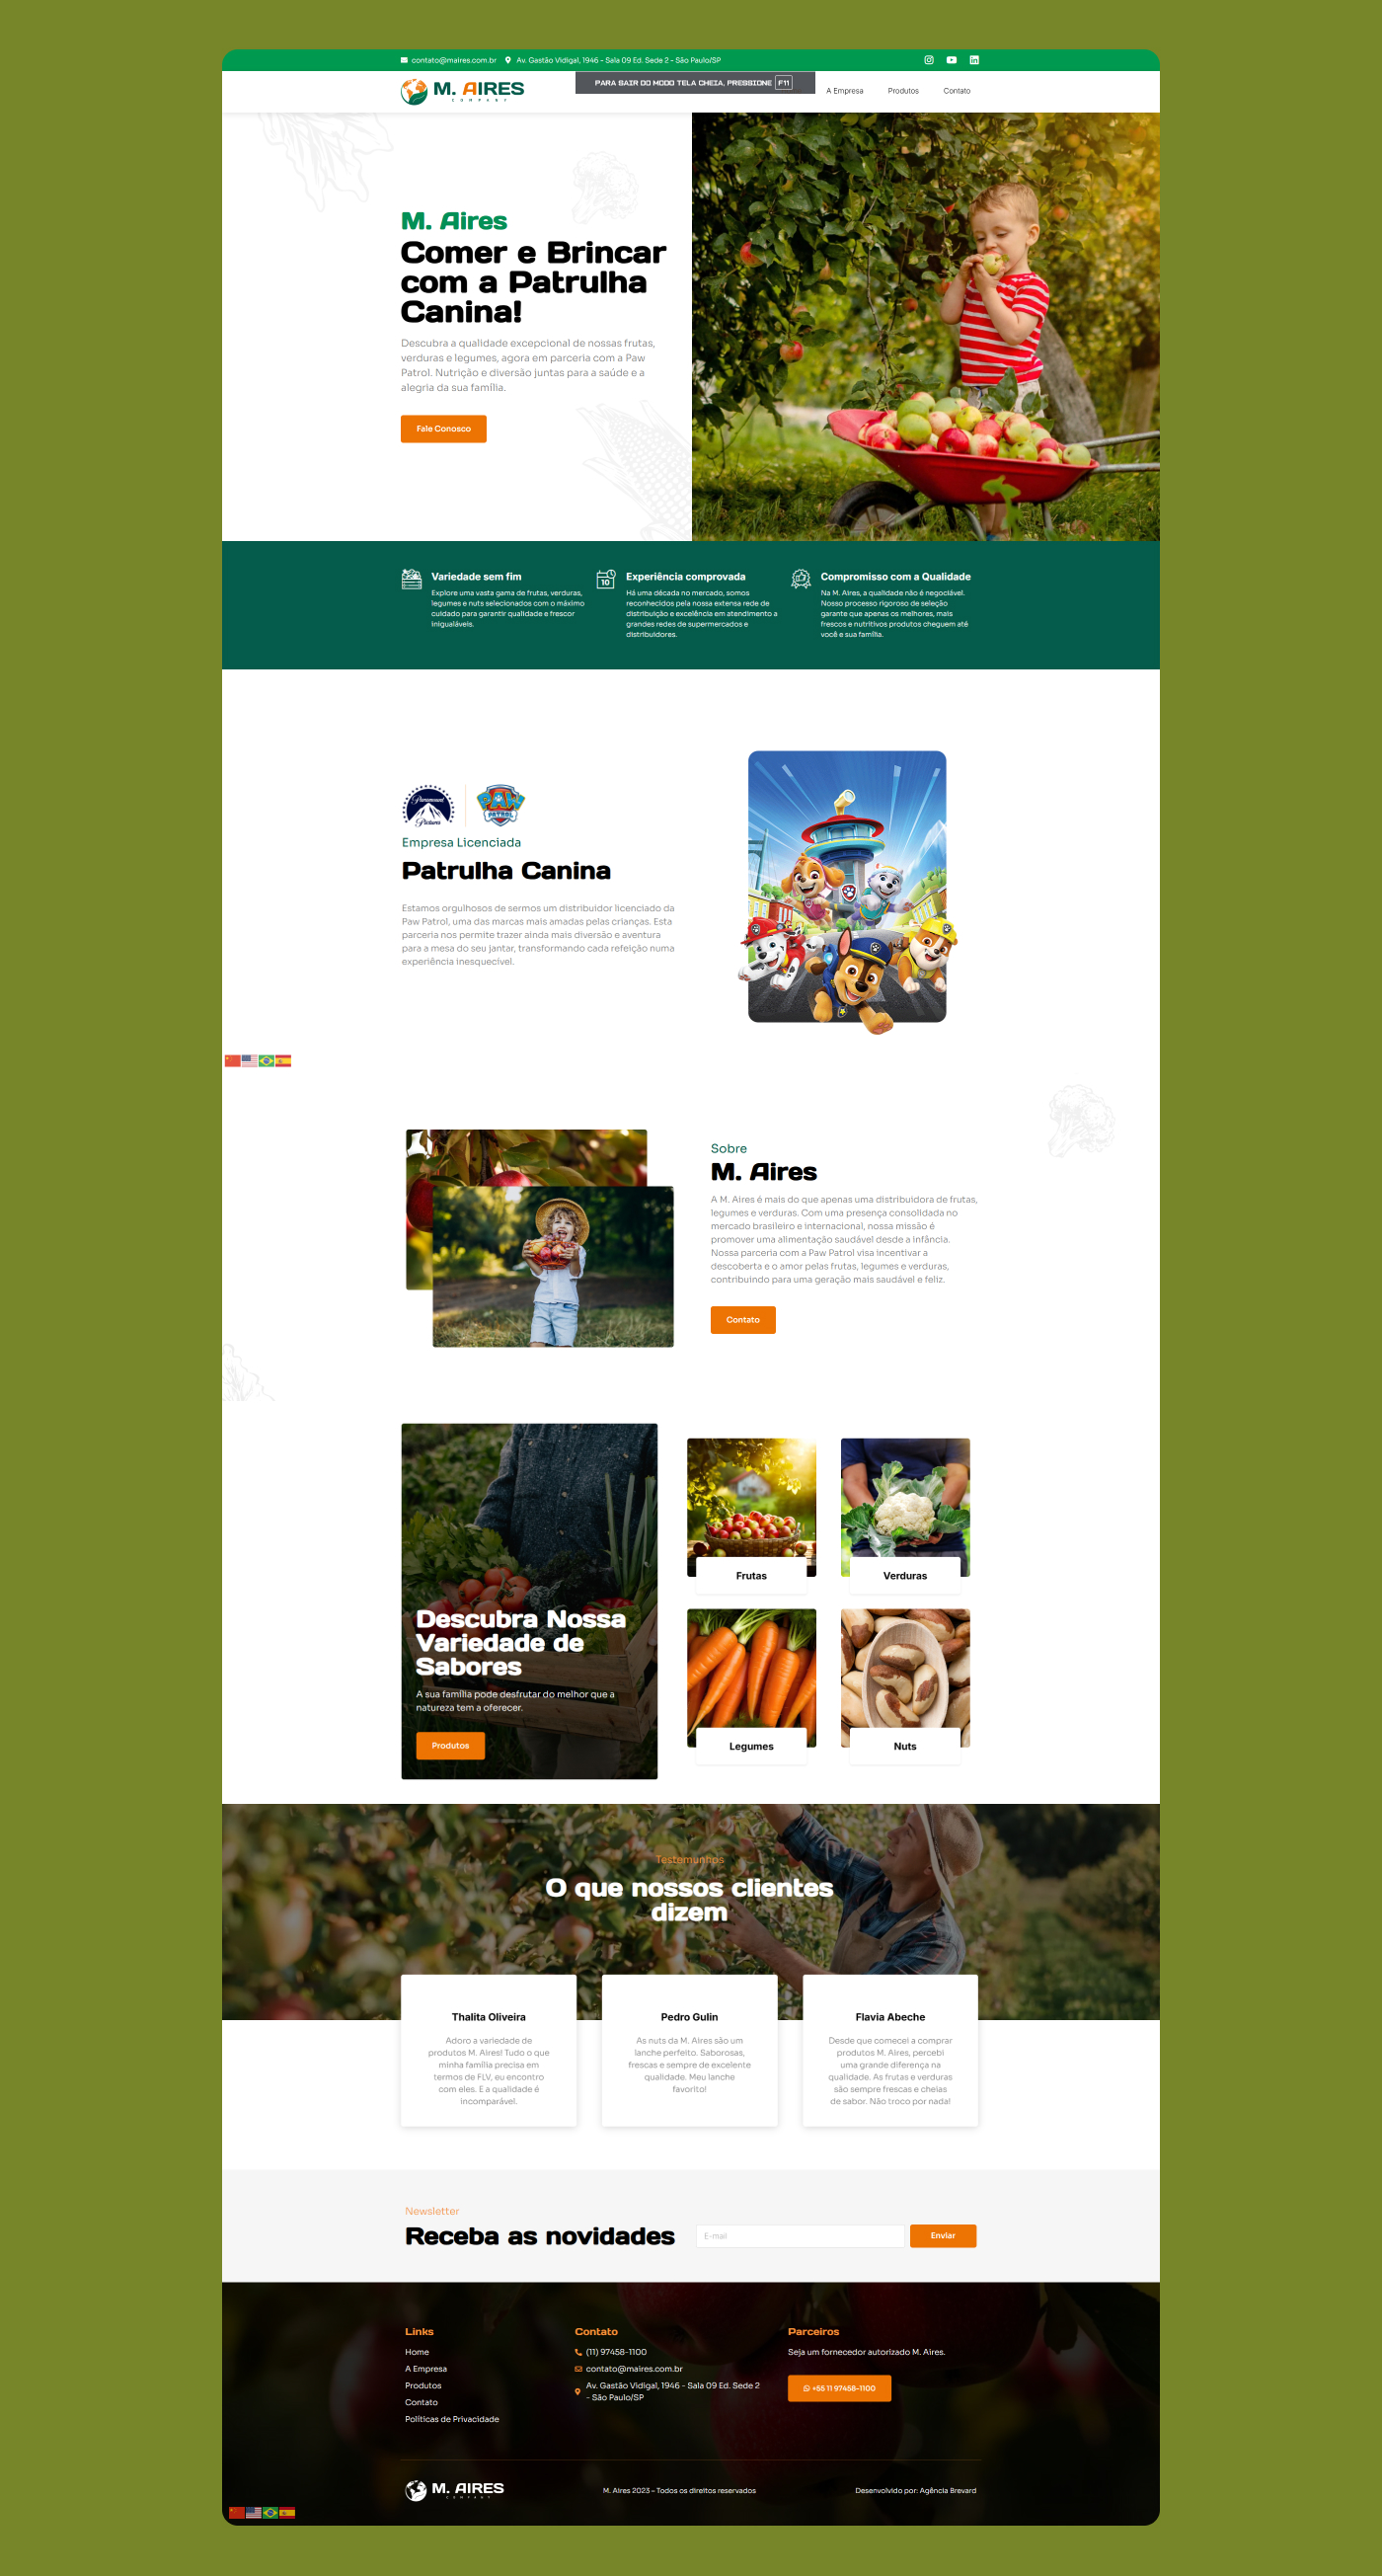 contato@maires.com.br Av. Gastão Vidigal, 1946 - Sala 09 Ed. Sede 2 - São Paulo/SP
M. AIRES
COMPANY
PARA SAIR DO MODO TELA CHEIA, PRESSIONE F11
A Empresa Produtos Contato
M. Aires
Comer e Brincar
com a Patrulha
Canina!
Descubra a qualidade excepcional de nossas frutas,
verduras e legumes, agora em parceria com a Paw
Patrol. Nutrição e diversão juntas para a saúde e a
alegria da sua família.
Fale Conosco
Variedade sem fim
Explore uma vasta gama de frutas, verduras,
legumes e nuts selecionados com o máximo
cuidado para garantir qualidade e frescor
inigualáveis.
10
Experiência comprovada
Há uma década no mercado, somos
reconhecidos pela nossa extensa rede de
distribuição e excelência em atendimento a
grandes redes de supermercados e
distribuidores.
Compromisso com a Qualidade
Na M. Aires, a qualidade não é negociável.
Nosso processo rigoroso de seleção
garante que apenas os melhores, mais
frescos e nutritivos produtos cheguem até
você e sua família.
Paramount
Pictures
PAW
PATROL
Empresa Licenciada
Patrulha Canina
Estamos orgulhosos de sermos um distribuidor licenciado da
Paw Patrol, uma das marcas mais amadas pelas crianças. Esta
parceria nos permite trazer ainda mais diversão e aventura
para a mesa do seu jantar, transformando cada refeição numa
experiência inesquecível.
Sobre
M. Aires
A M. Aires é mais do que apenas uma distribuidora de frutas,
legumes e verduras. Com uma presença consolidada no
mercado brasileiro e internacional, nossa missão é
promover uma alimentação saudável desde a infância.
Nossa parceria com a Paw Patrol visa incentivar a
descoberta e o amor pelas frutas, legumes e verduras,
contribuindo para uma geração mais saudável e feliz.
Contato
Descubra Nossa
Variedade de
Sabores
A sua família pode desfrutar do melhor que a
natureza tem a oferecer.
Produtos
Frutas
Verduras
Legumes
Nuts
Testemunhos
O que nossos clientes
dizem
Thalita Oliveira
Adoro a variedade de
produtos M. Aires! Tudo o que
minha família precisa em
termos de FLV, eu encontro
com eles. E a qualidade é
incomparável.
Pedro Gulin
As nuts da M. Aires são um
lanche perfeito. Saborosas,
frescas e sempre de excelente
qualidade. Meu lanche
favorito!
Flavia Abeche
Desde que comecei a comprar
produtos M. Aires, percebi
uma grande diferença na
qualidade. As frutas e verduras
são sempre frescas e cheias
de sabor. Não troco por nada!
Newsletter
Receba as novidades
E-mail
Enviar
Links
Home
A Empresa
Produtos
Contato
Políticas de Privacidade
Contato
(11) 97458-1100
contato@maires.com.br
Av. Gastão Vidigal, 1946 - Sala 09 Ed. Sede 2
- São Paulo/SP
Parceiros
Seja um fornecedor autorizado M. Aires.
+55 11 97458-1100
M. AIRES
COMPANY
M. Aires 2023 – Todos os direitos reservados
Desenvolvido por: Agência Brevard